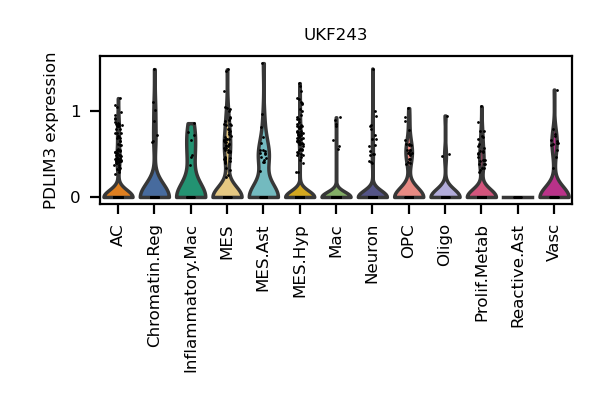 UKF243
PDLIM3 expression
1
0
AC
Chromatin.Reg
Inflammatory.Mac
MES
MES.Ast
MES.Hyp
Mac
Neuron
OPC
Oligo
Prolif.Metab
Reactive.Ast
Vasc